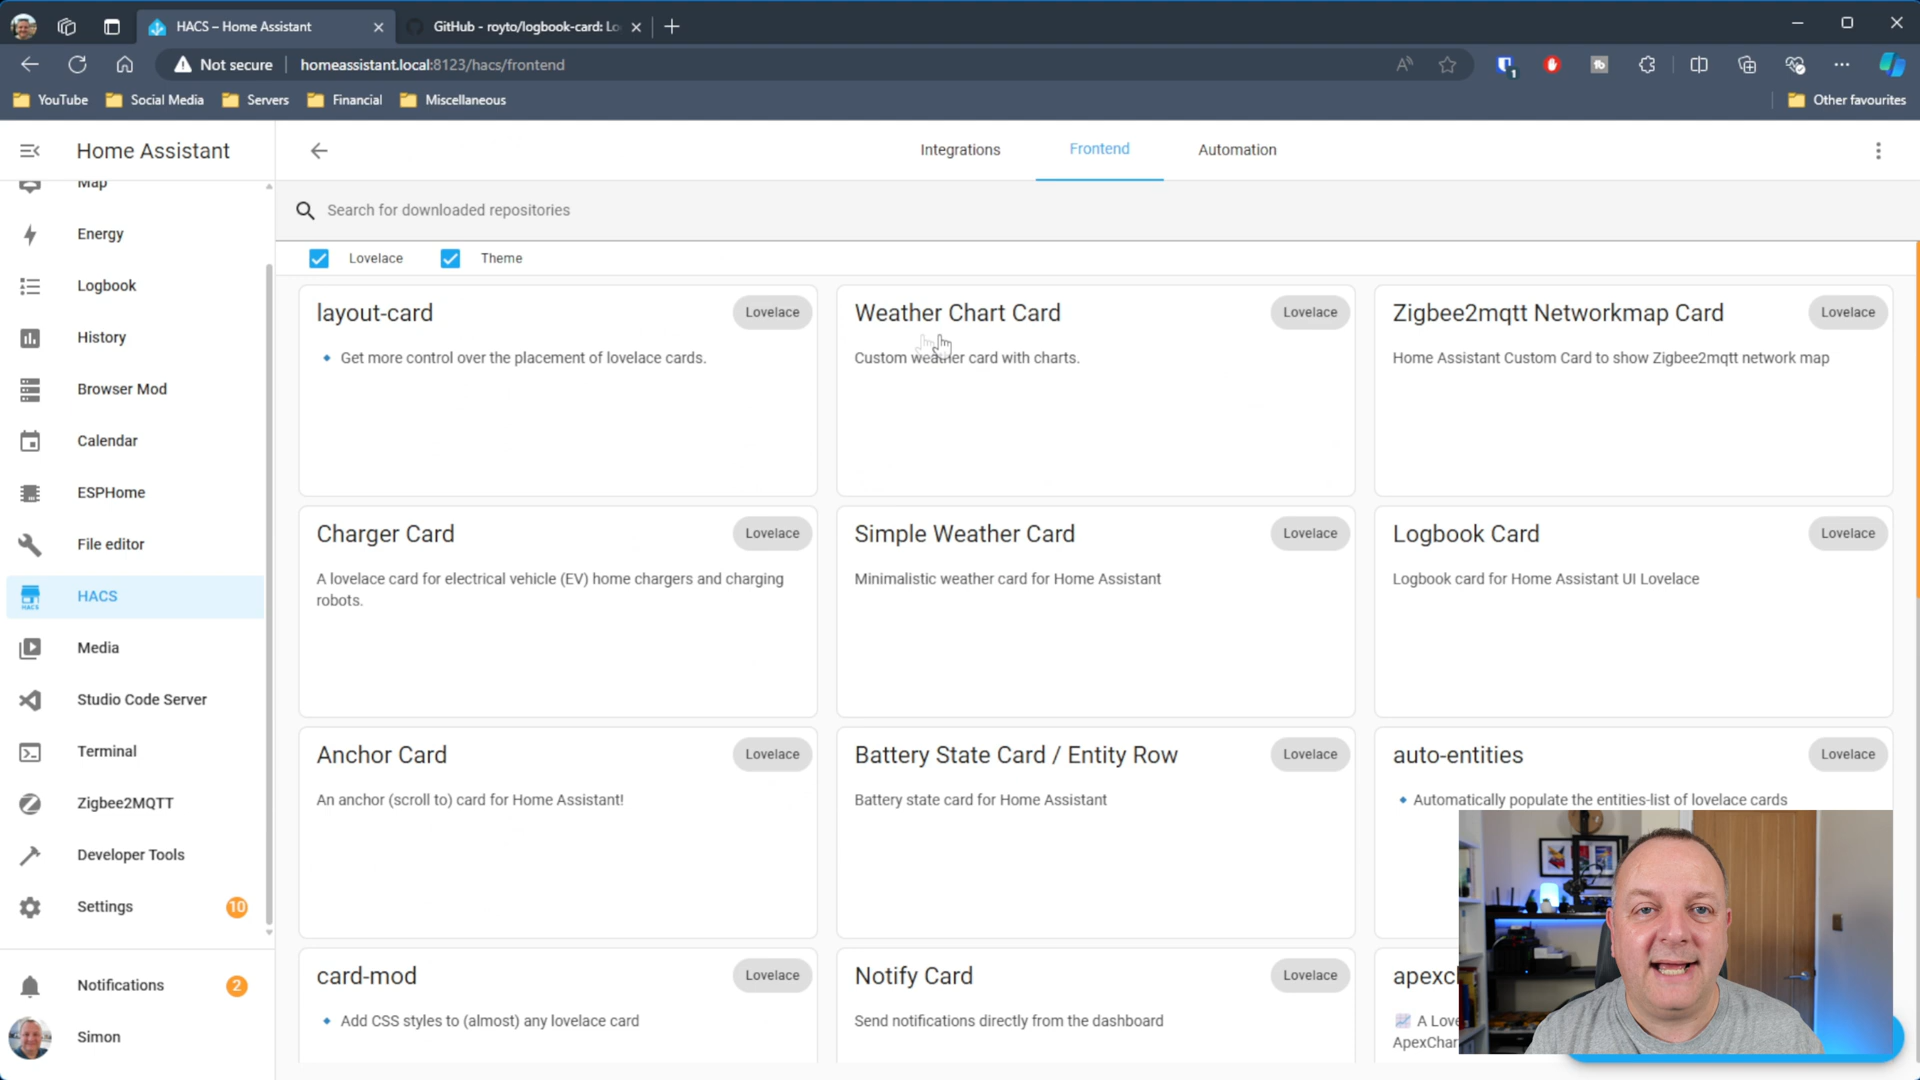 HACS – Home Assistant
GitHub - royto/logbook-card: Lo
Not secure
homeassistant.local:8123/hacs/frontend
1
YouTube
Social Media
Servers
Financial
Miscellaneous
Other favourites
Home Assistant
Integrations
Frontend
Automation
Map
Energy
Logbook
History
Browser Mod
Calendar
ESPHome
File editor
HACS
HACS
Media
Studio Code Server
Terminal
Zigbee2MQTT
Developer Tools
Settings
10
Notifications
2
Simon
Search for downloaded repositories
Lovelace
Theme
layout-card
Lovelace
Get more control over the placement of lovelace cards.
Weather Chart Card
Lovelace
Custom weather card with charts.
Zigbee2mqtt Networkmap Card
Lovelace
Home Assistant Custom Card to show Zigbee2mqtt network map
Charger Card
Lovelace
A lovelace card for electrical vehicle (EV) home chargers and charging
robots.
Simple Weather Card
Lovelace
Minimalistic weather card for Home Assistant
Logbook Card
Lovelace
Logbook card for Home Assistant UI Lovelace
Anchor Card
Lovelace
An anchor (scroll to) card for Home Assistant!
Battery State Card / Entity Row
Lovelace
Battery state card for Home Assistant
auto-entities
Lovelace
Automatically populate the entities-list of lovelace cards
card-mod
Lovelace
Add CSS styles to (almost) any lovelace card
Notify Card
Lovelace
Send notifications directly from the dashboard
apexc
A Love
ApexChar